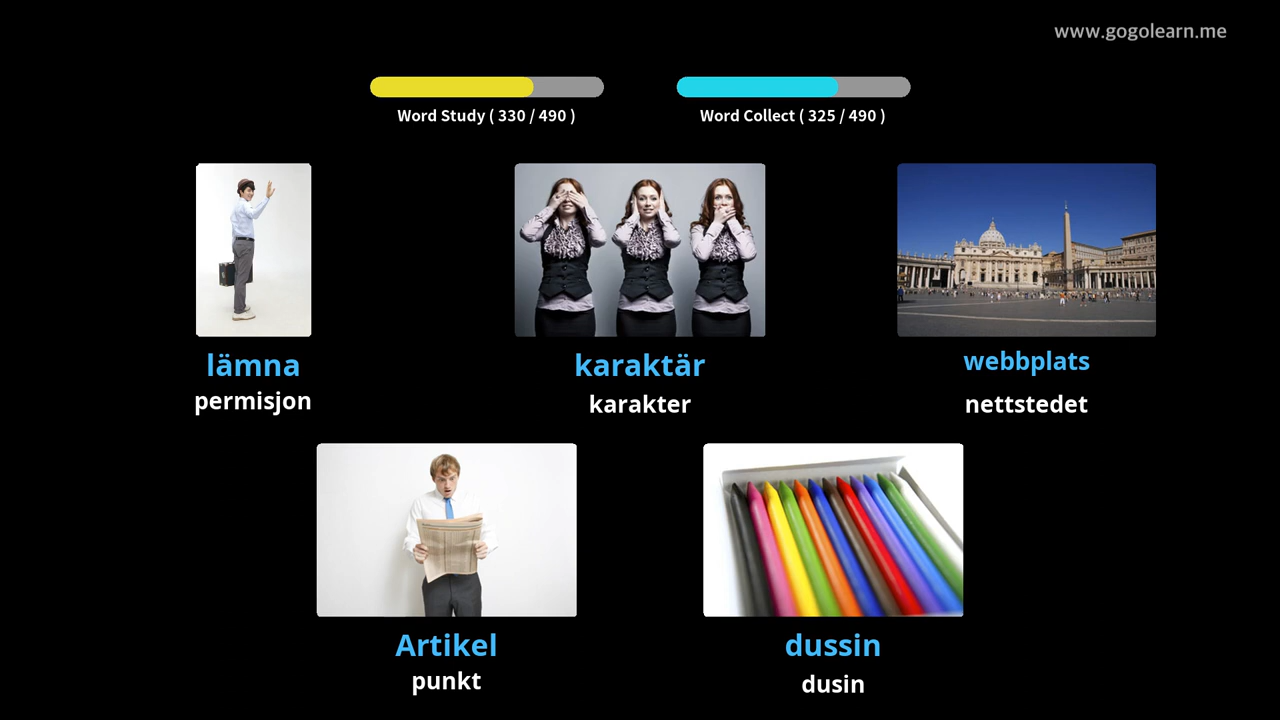 www.gogolearn.me
Word Study ( 330 / 490 )
Word Collect ( 325 / 490 )
lämna
permisjon
karaktär
karakter
webbplats
nettstedet
Artikel
punkt
dussin
dusin